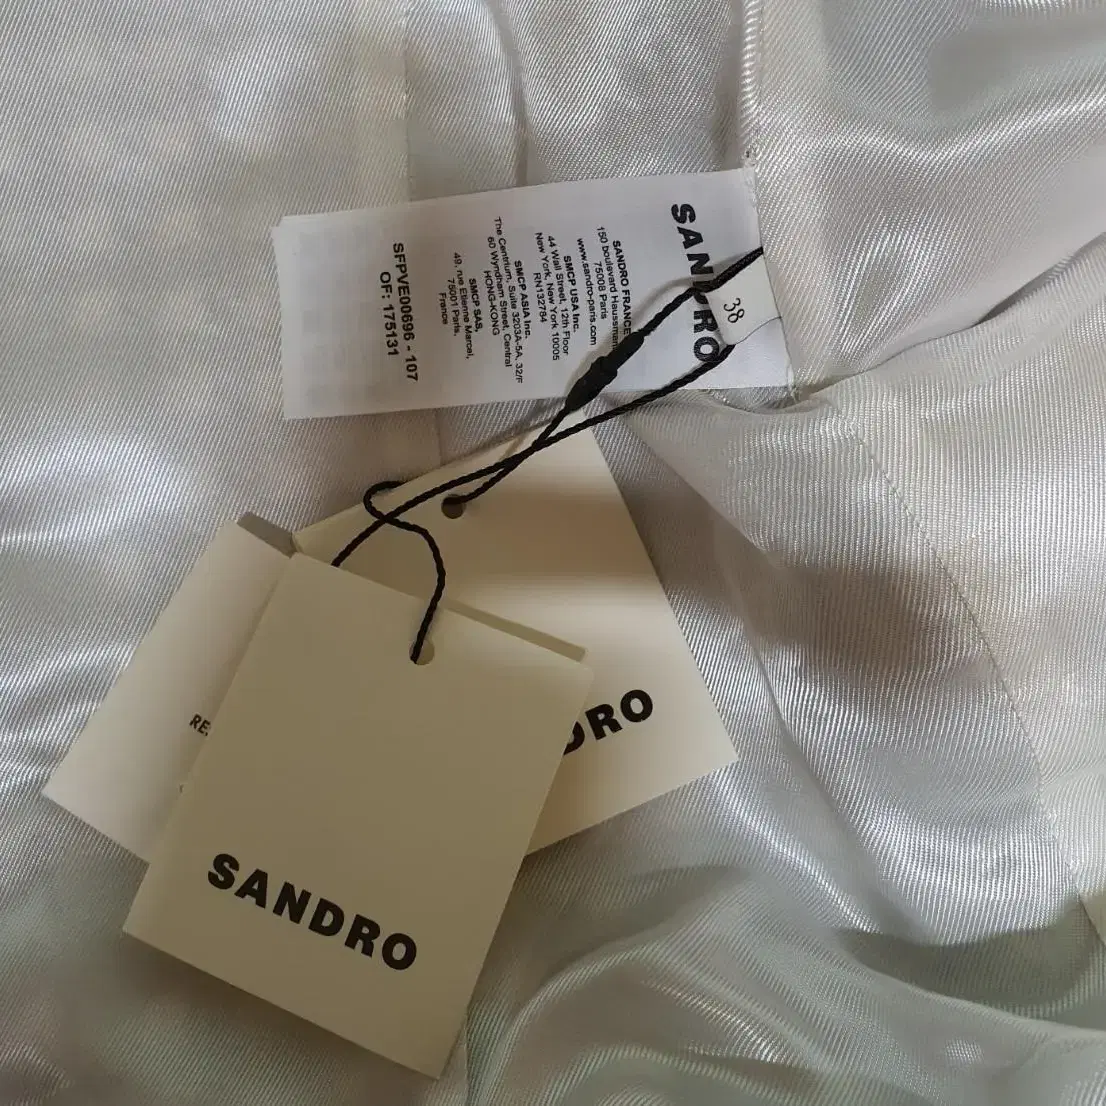 SANDRO
38
SANDRO FRANCE
150 boulevard Haussmann
75008 Paris
www.sandro-paris.com
SMCP USA Inc.
44 Wall Street, 12th Floor
New York, New York 10005
RN132784
SMCP ASIA Inc.
The Centrium, Suite 3203A-5A, 32/F
60 Wyndham Street, Central
HONG-KONG
SMCP SAS,
49, rue Etienne Marcel,
75001 Paris,
France
SFPVE00696 - 107
OF: 175131
DRO
SANDRO